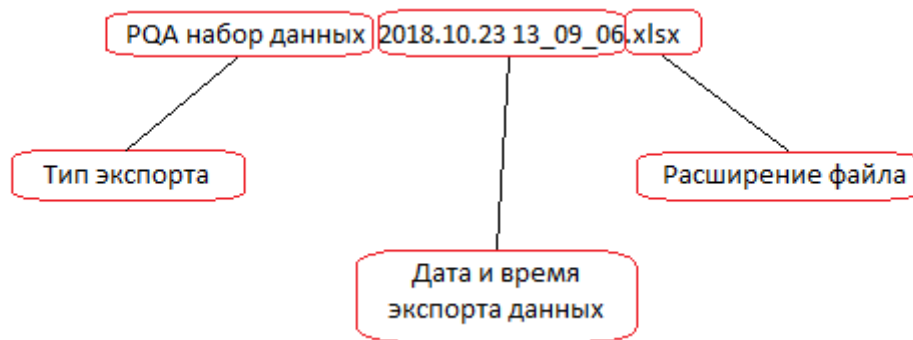 PQA набор данных 2018.10.23 13_09_06.xlsx
Тип экспорта
Расширение файла
Дата и время
экспорта данных